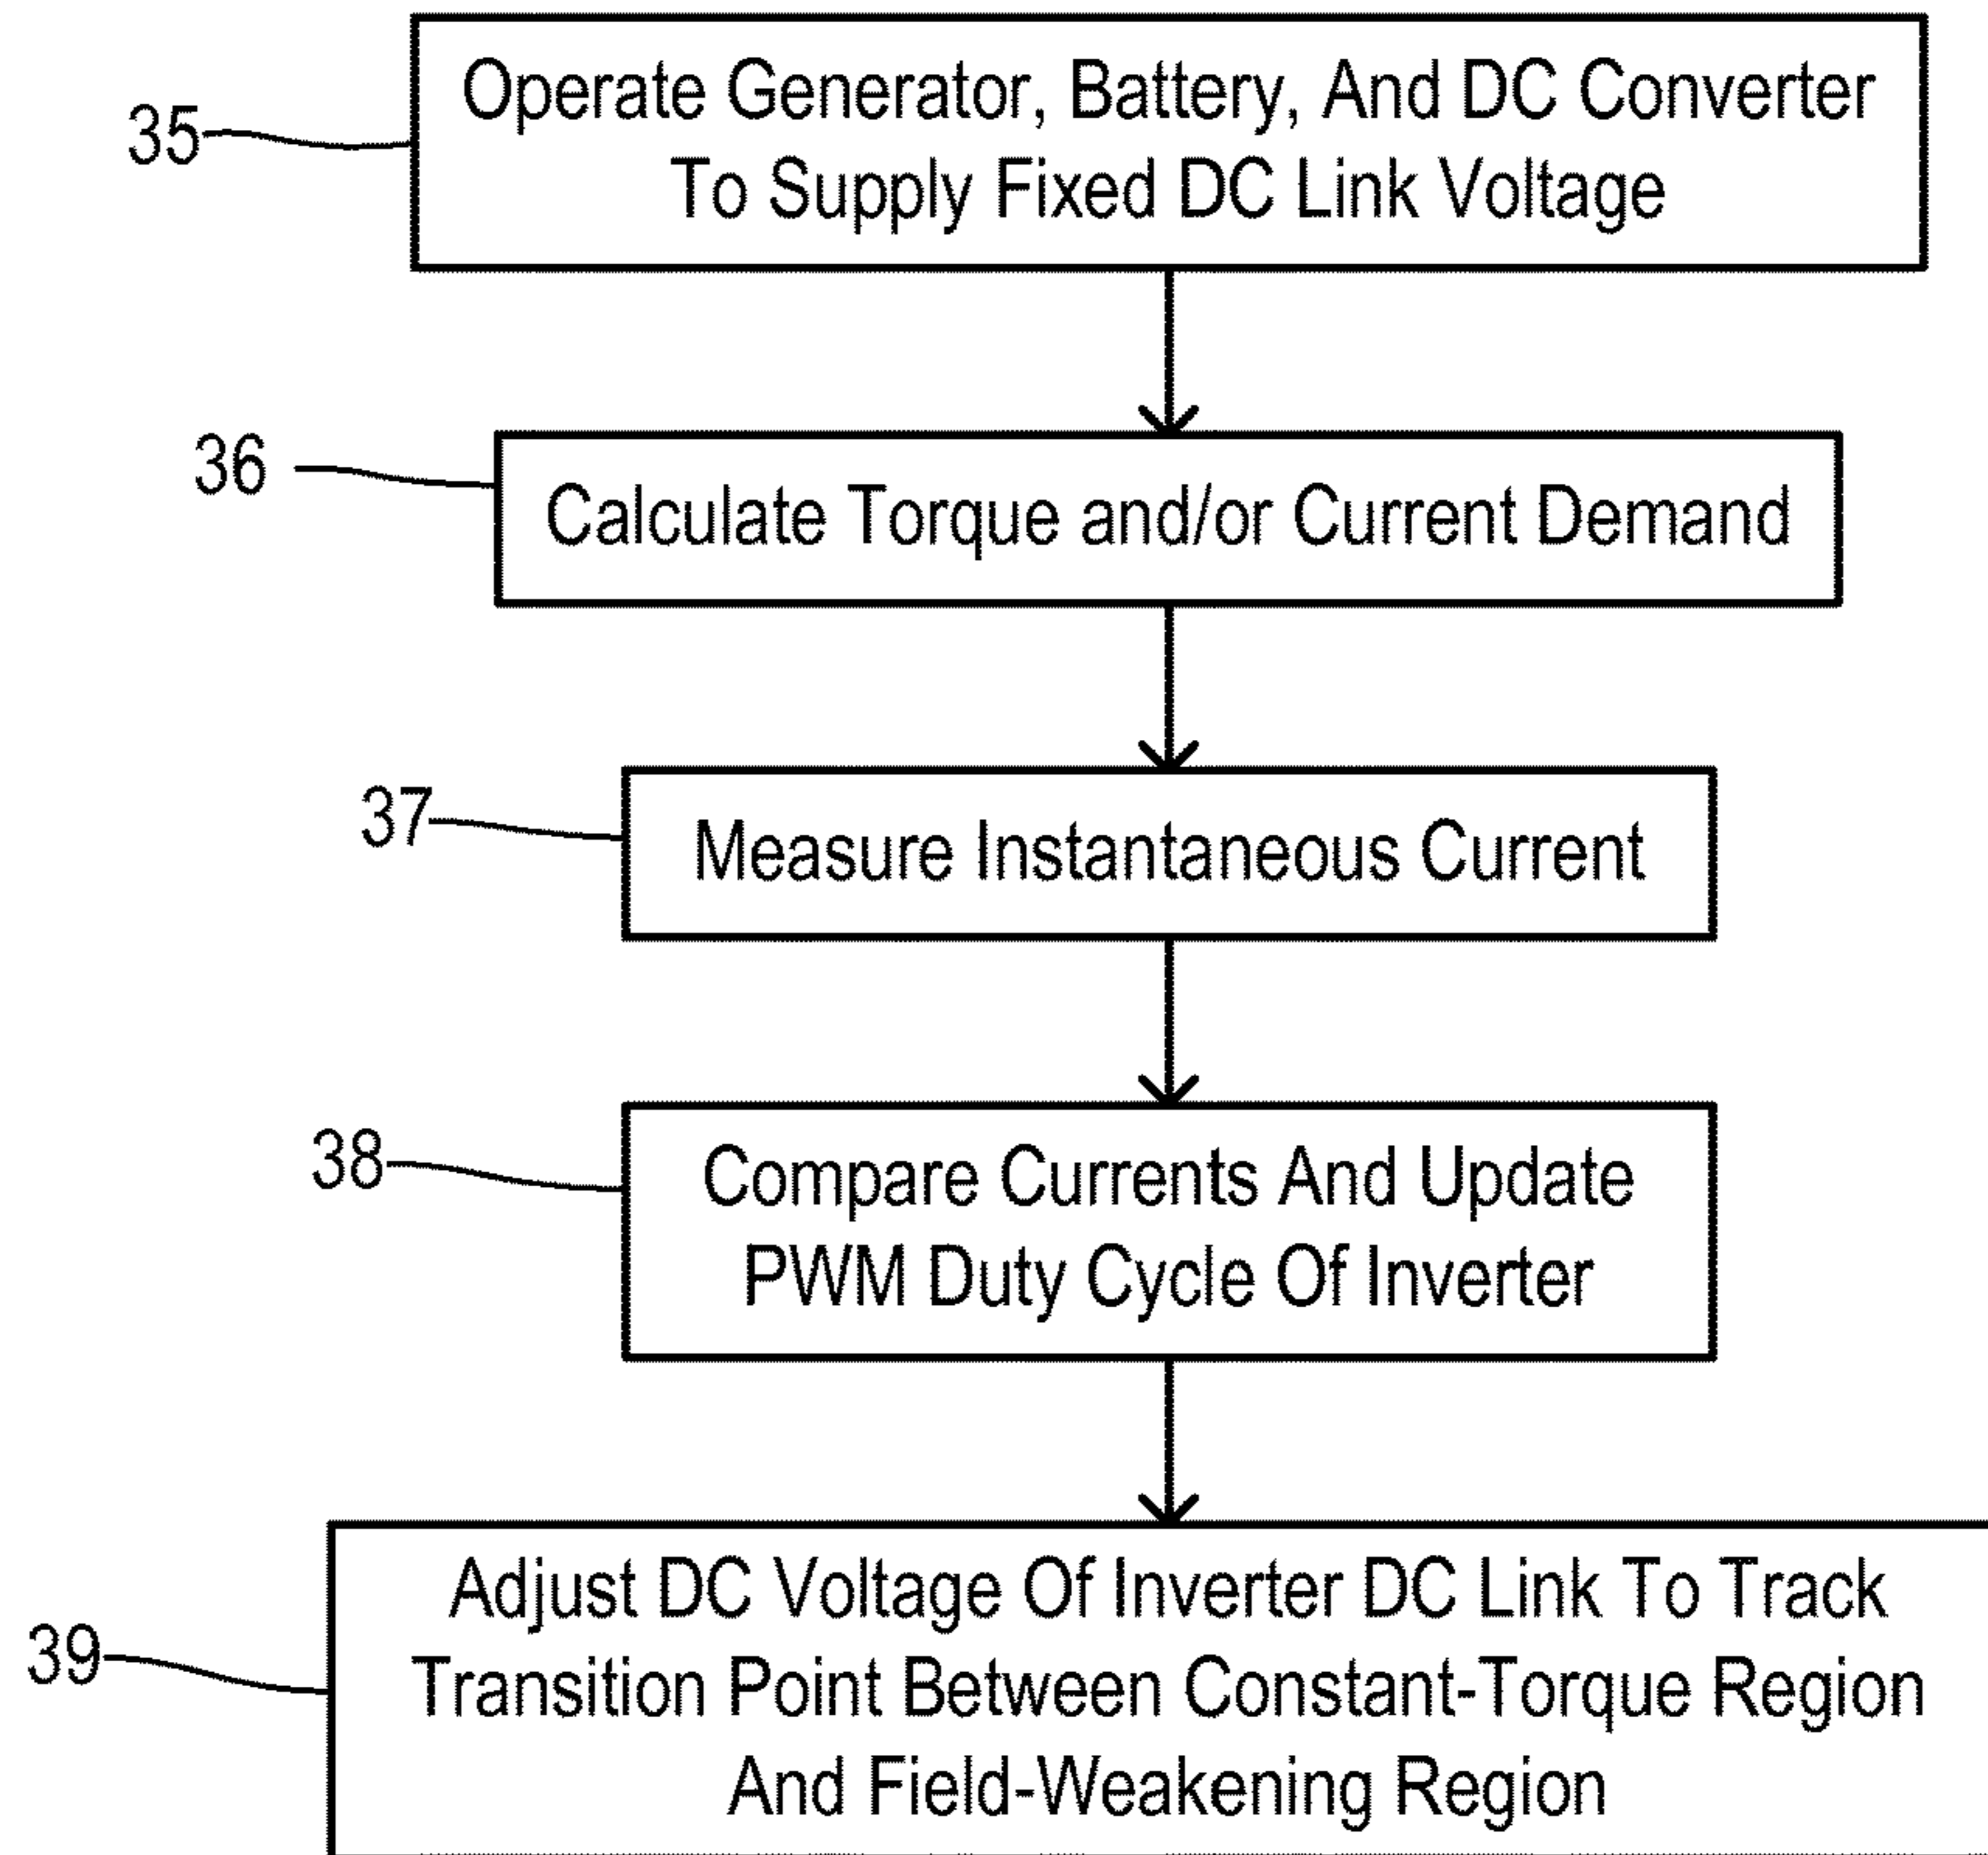 35
Operate Generator, Battery, And DC Converter
To Supply Fixed DC Link Voltage
36
Calculate Torque and/or Current Demand
37
Measure Instantaneous Current
38
Compare Currents And Update
PWM Duty Cycle Of Inverter
39
Adjust DC Voltage Of Inverter DC Link To Track
Transition Point Between Constant-Torque Region
And Field-Weakening Region